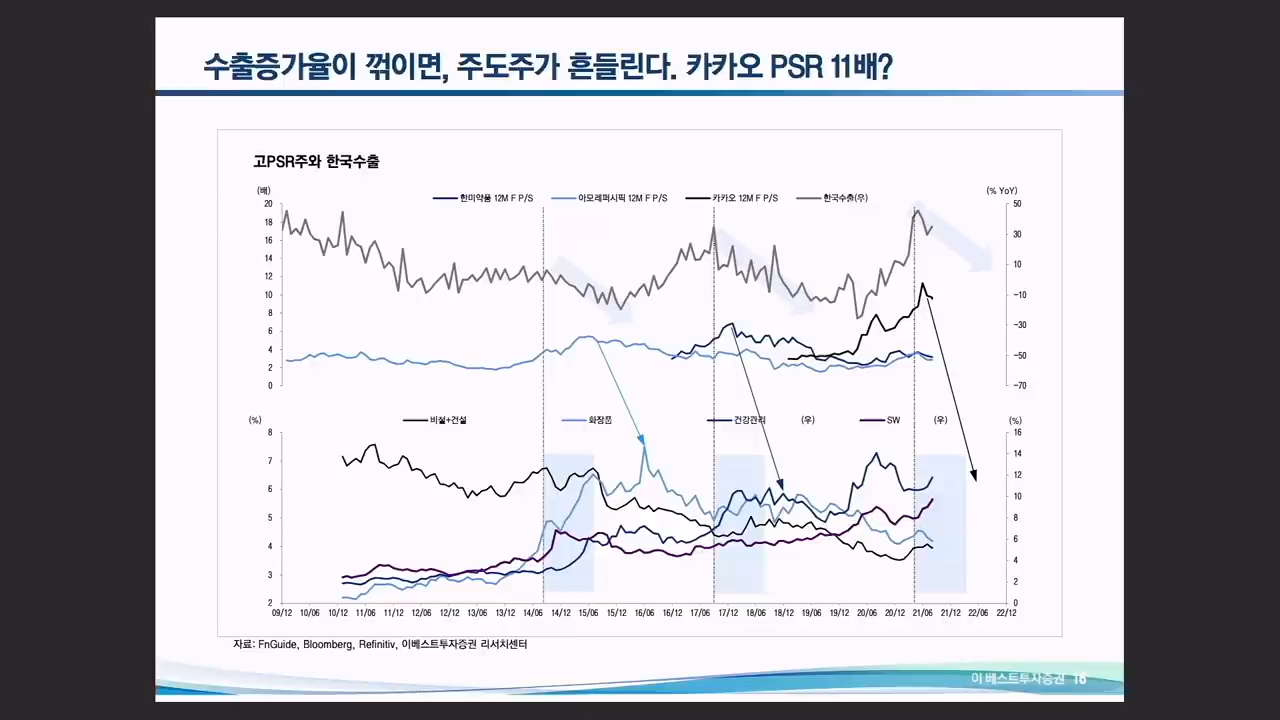 수출증가율이 꺾이면, 주도주가 흔들린다. 카카오 PSR 11배?
고PSR주와 한국수출
(배)
(% YoY)
한미약품 12M F P/S
아모레퍼시픽 12M F P/S
카카오 12M F P/S
한국수출(우)
20
18
16
14
12
10
8
6
4
2
0
50
30
10
-10
-30
-50
-70
(%)
(%)
비철+건설
화장품
건강관리 (우)
SW (우)
8
7
6
5
4
3
2
16
14
12
10
8
6
4
2
0
09/12 10/06 10/12 11/06 11/12 12/06 12/12 13/06 13/12 14/06 14/12 15/06 15/12 16/06 16/12 17/06 17/12 18/06 18/12 19/06 19/12 20/06 20/12 21/06 21/12 22/06 22/12
자료: FnGuide, Bloomberg, Refinitiv, 이베스트투자증권 리서치센터
이베스트투자증권 16